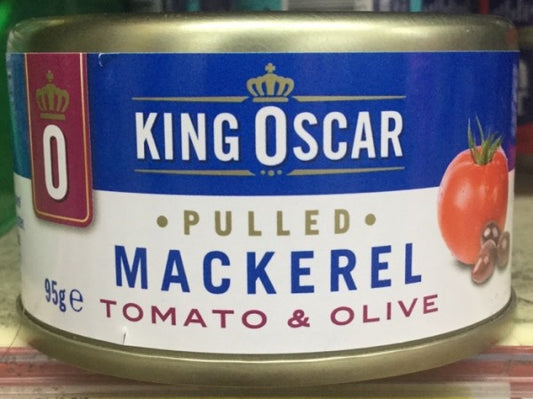 O
KING OSCAR
• PULLED •
MACKEREL
95g e
TOMATO & OLIVE